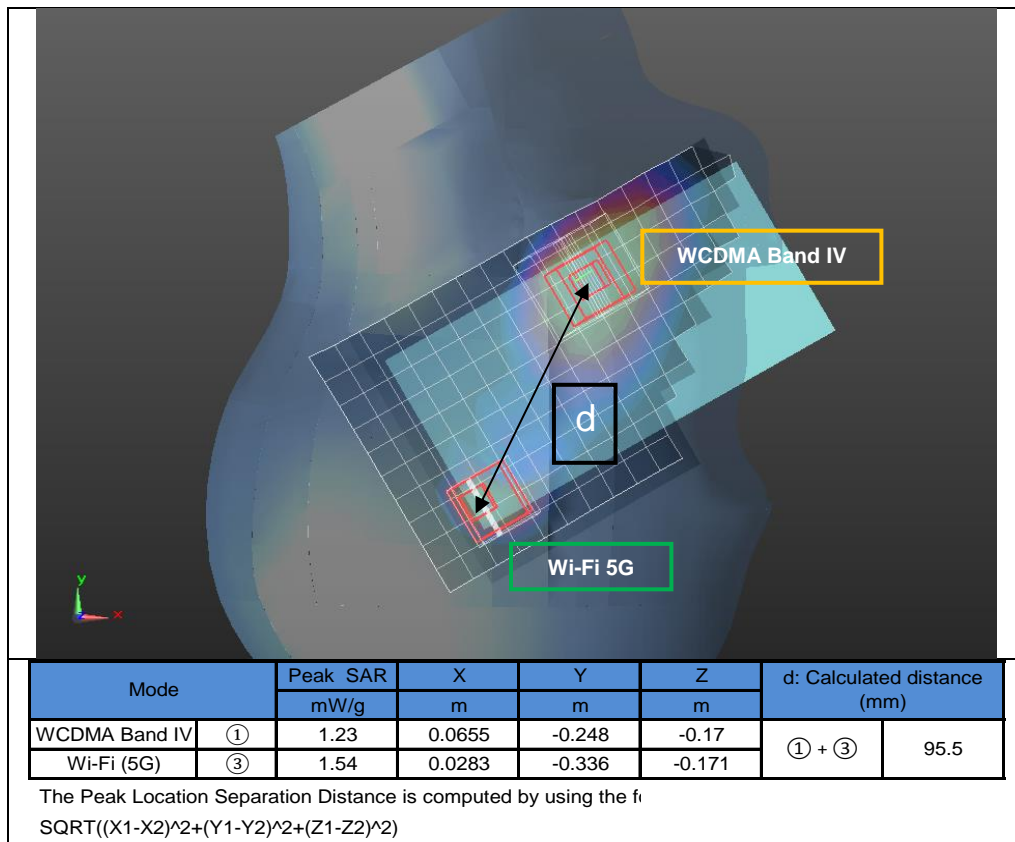 WCDMA Band IV
d
Wi-Fi 5G
y
x
Mode Peak SAR X Y Z d: Calculated distance (mm)
mW/g m m m
WCDMA Band IV ① 1.23 0.0655 -0.248 -0.17 ① + ③ 95.5
Wi-Fi (5G) ③ 1.54 0.0283 -0.336 -0.171
The Peak Location Separation Distance is computed by using the
SQRT((X1-X2)^2+(Y1-Y2)^2+(Z1-Z2)^2)